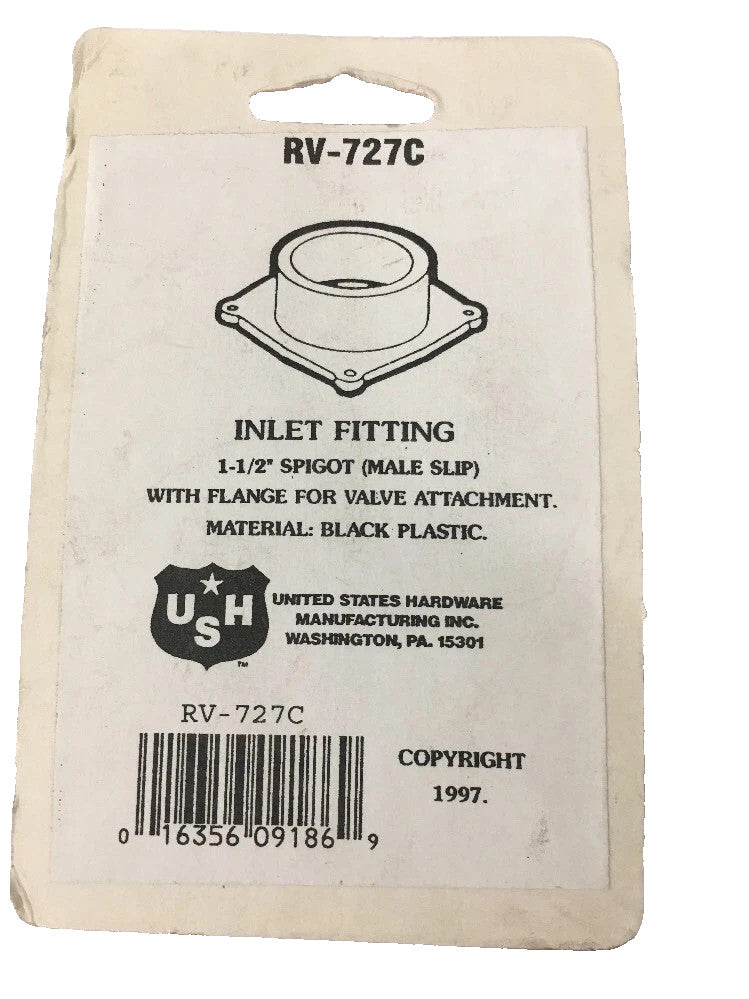 RV-727C
INLET FITTING
1-1/2" SPIGOT (MALE SLIP)
WITH FLANGE FOR VALVE ATTACHMENT.
MATERIAL: BLACK PLASTIC.
USH
™
UNITED STATES HARDWARE
MANUFACTURING INC.
WASHINGTON, PA. 15301
RV-727C
0 16356 09186 9
COPYRIGHT
1997.